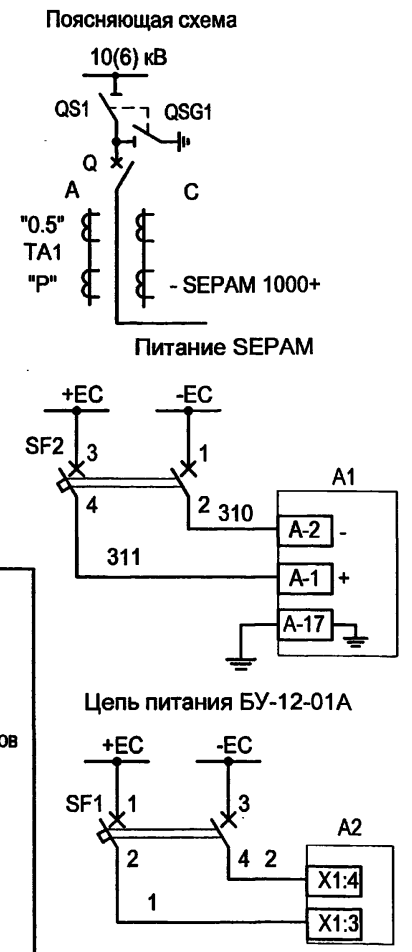 Поясняющая схема
10(6) кВ
QS1 QSG1
Q
A C
"0.5"
TA1
"P" - SEPAM 1000+
Питание SEPAM
+EC -EC
SF2 3 1
A1
4 2 310
A-2 -
311
A-1 +
A-17
Цепь питания БУ-12-01А
ов
+EC -EC
SF1 1 3
A2
2 4 2
X1:4
1
X1:3